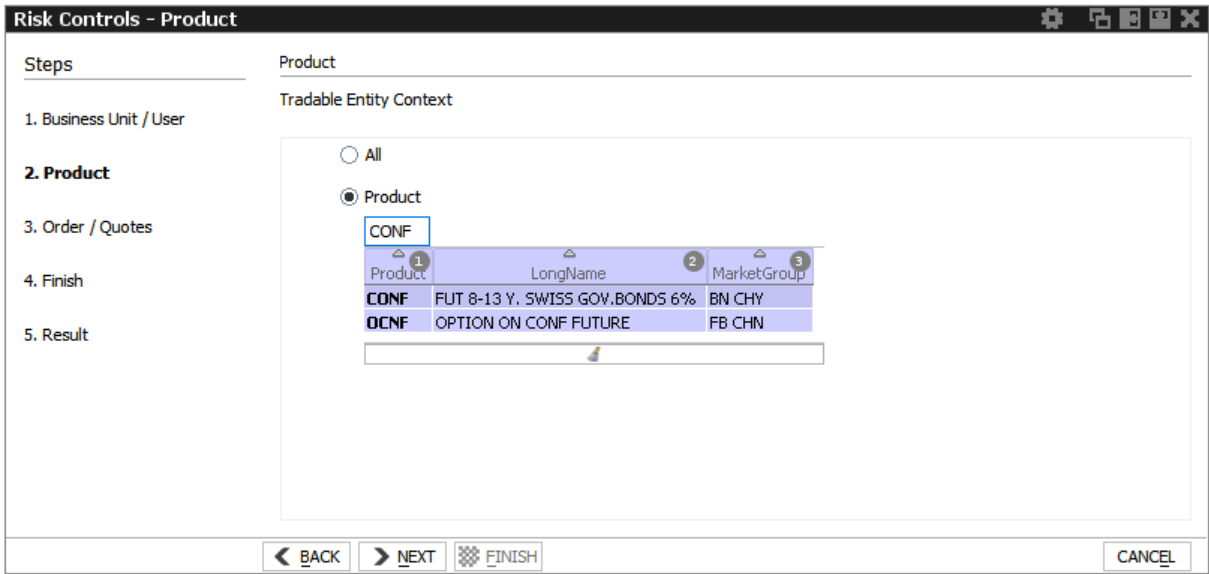 Risk Controls - Product
Steps
1. Business Unit / User
2. Product
3. Order / Quotes
4. Finish
5. Result
Product
Tradable Entity Context
All
Product
CONF
1 2 3
Product LongName MarketGroup
CONF FUT 8-13 Y. SWISS GOV.BONDS 6% BN CHY
OCNF OPTION ON CONF FUTURE FB CHN
BACK NEXT FINISH CANCEL